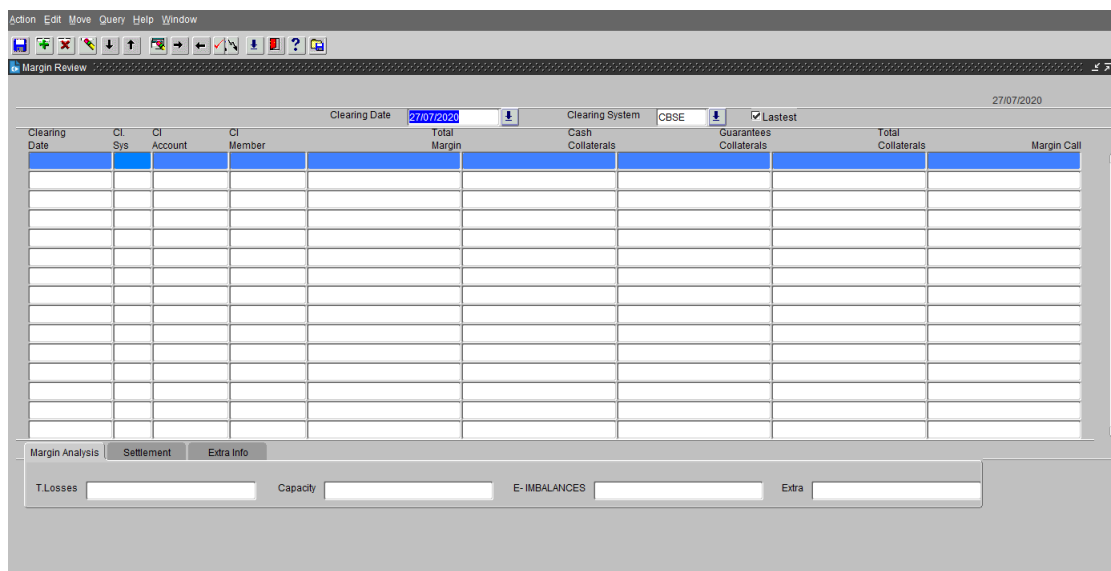 Action Edit Move Query Help Window
Margin Review
27/07/2020
Clearing Date 27/07/2020 Clearing System CBSE Lastest
Clearing Cl. Cl Cl Total Cash Guarantees Total
Date Sys Account Member Margin Collaterals Collaterals Collaterals Margin Call
Margin Analysis Settlement Extra Info
T.Losses Capacity E- IMBALANCES Extra